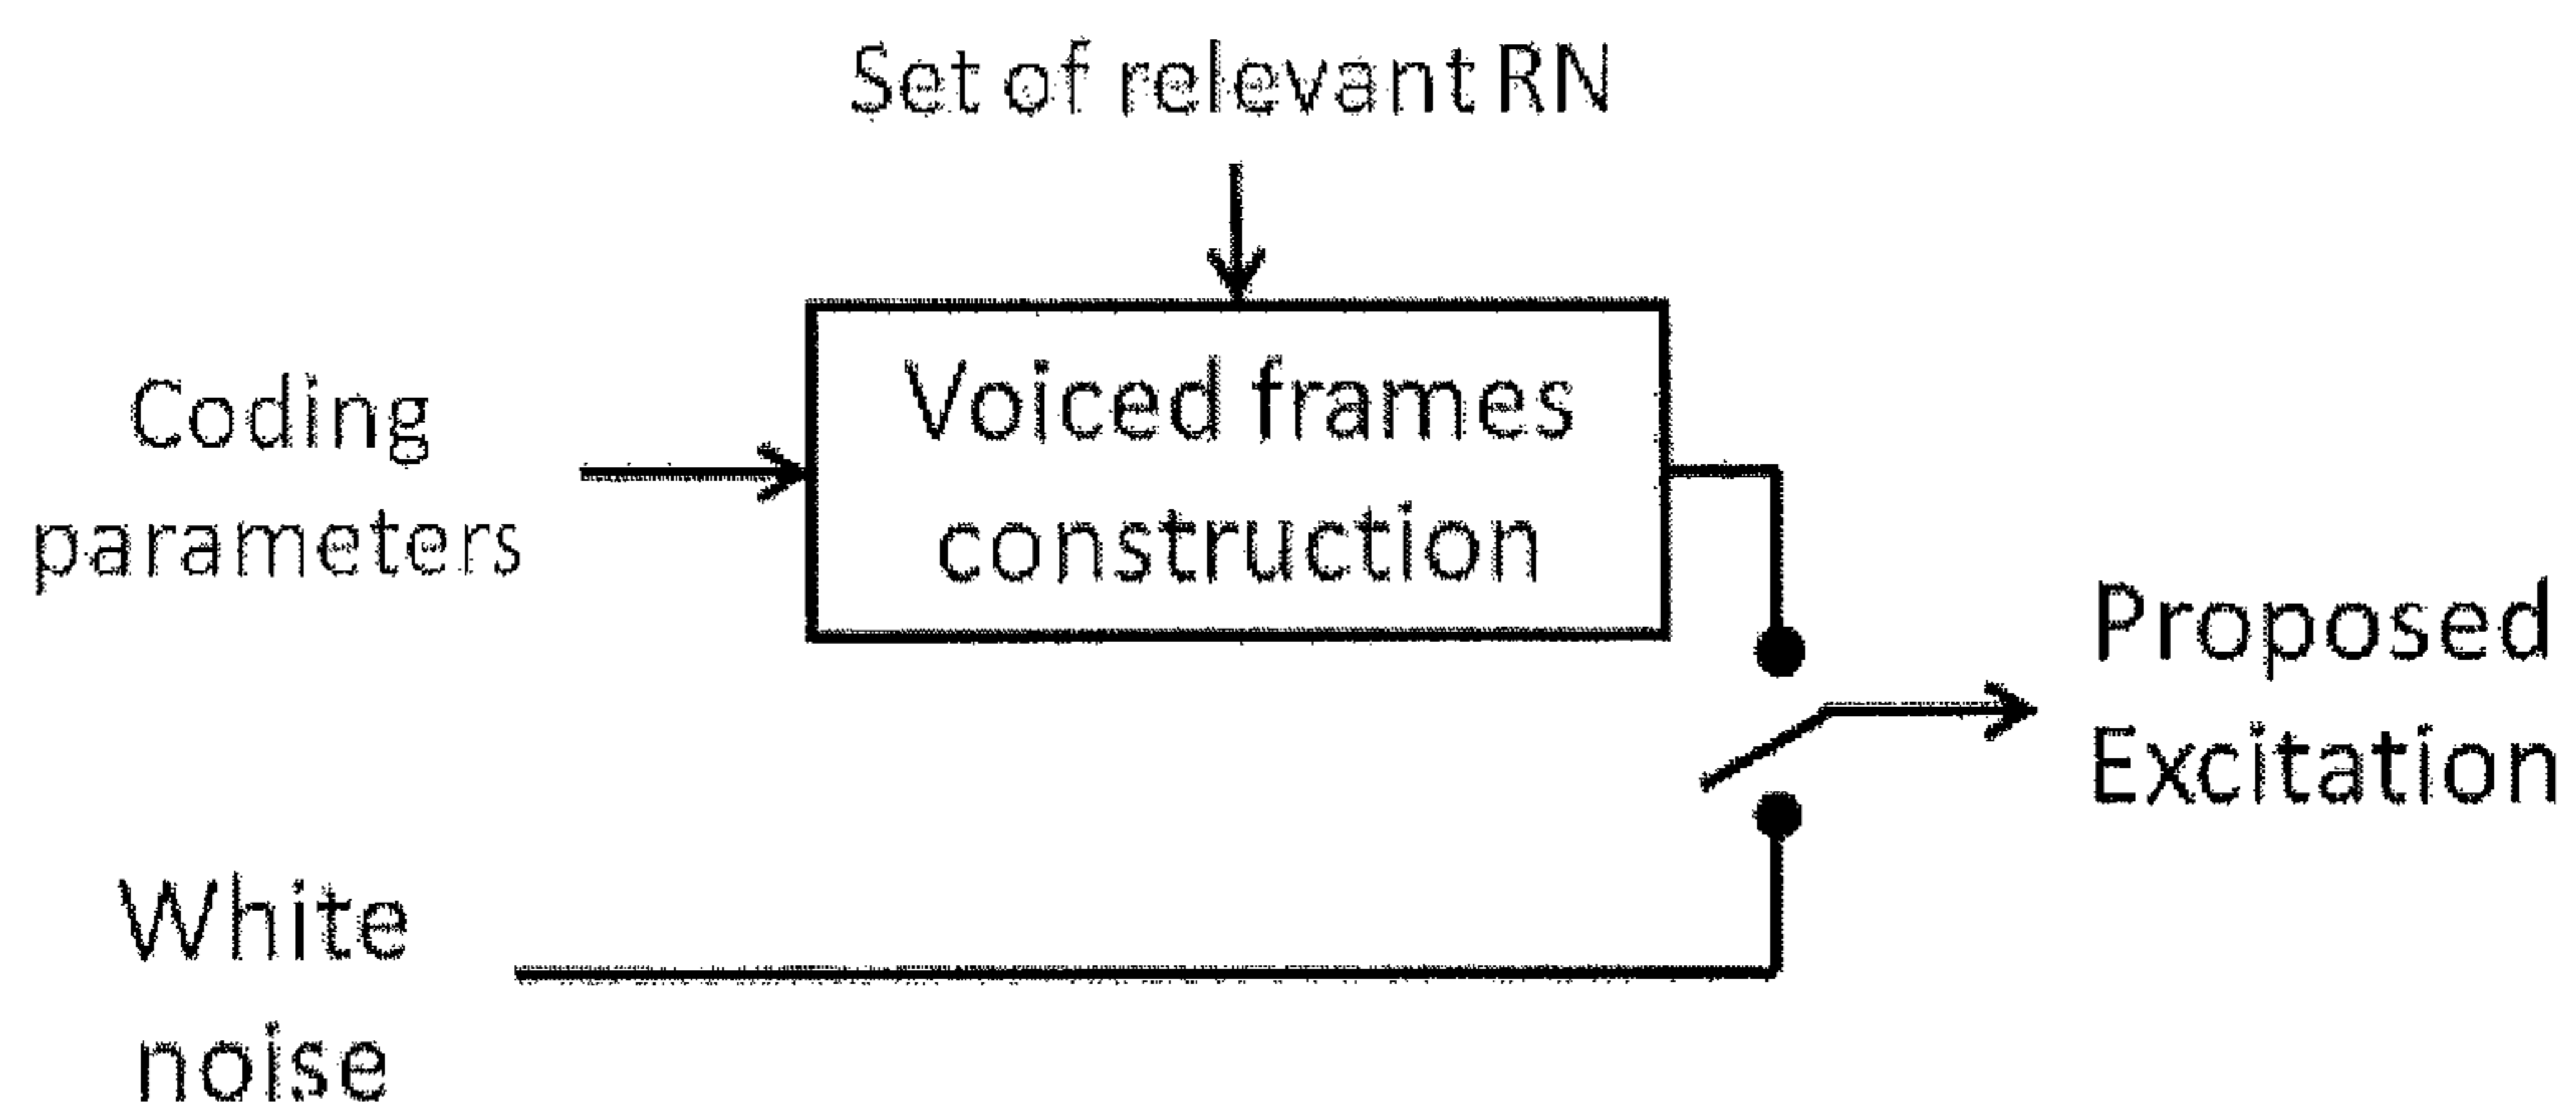 Set of relevant RN
Coding
parameters
Voiced frames
construction
Proposed
Excitation
White
noise